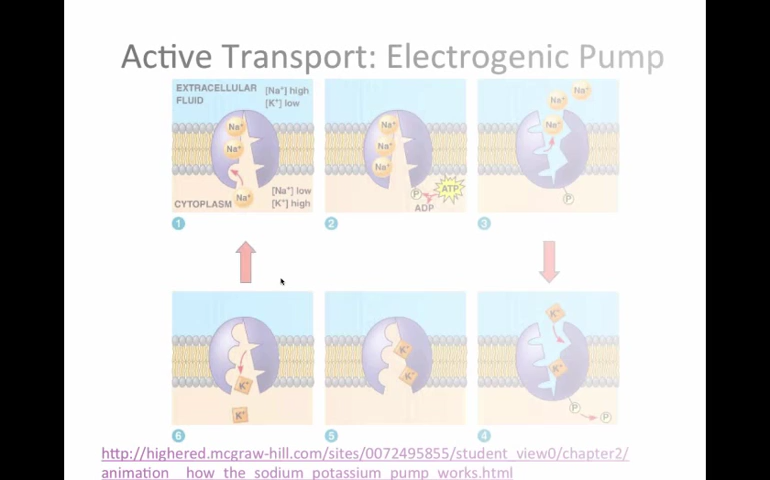 Active Transport: Electrogenic Pump
EXTRACELLULAR
FLUID
[Na⁺] high
[K⁺] low
Na⁺
Na⁺
Na⁺
CYTOPLASM
[Na⁺] low
[K⁺] high
1
Na⁺
Na⁺
Na⁺
P
ATP
ADP
2
Na⁺
Na⁺
Na⁺
P
3
K⁺
K⁺
6
K⁺
K⁺
5
K⁺
K⁺
P
P
4
http://highered.mcgraw-hill.com/sites/0072495855/student_view0/chapter2/
animation__how_the_sodium_potassium_pump_works.html